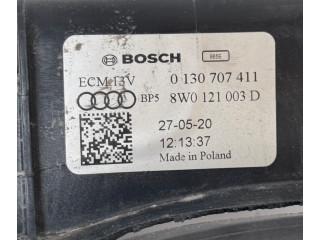 BOSCH
ECM 13V 0 130 707 411
BP5 8W0 121 003 D
27-05-20
12:13:37
Made in Poland